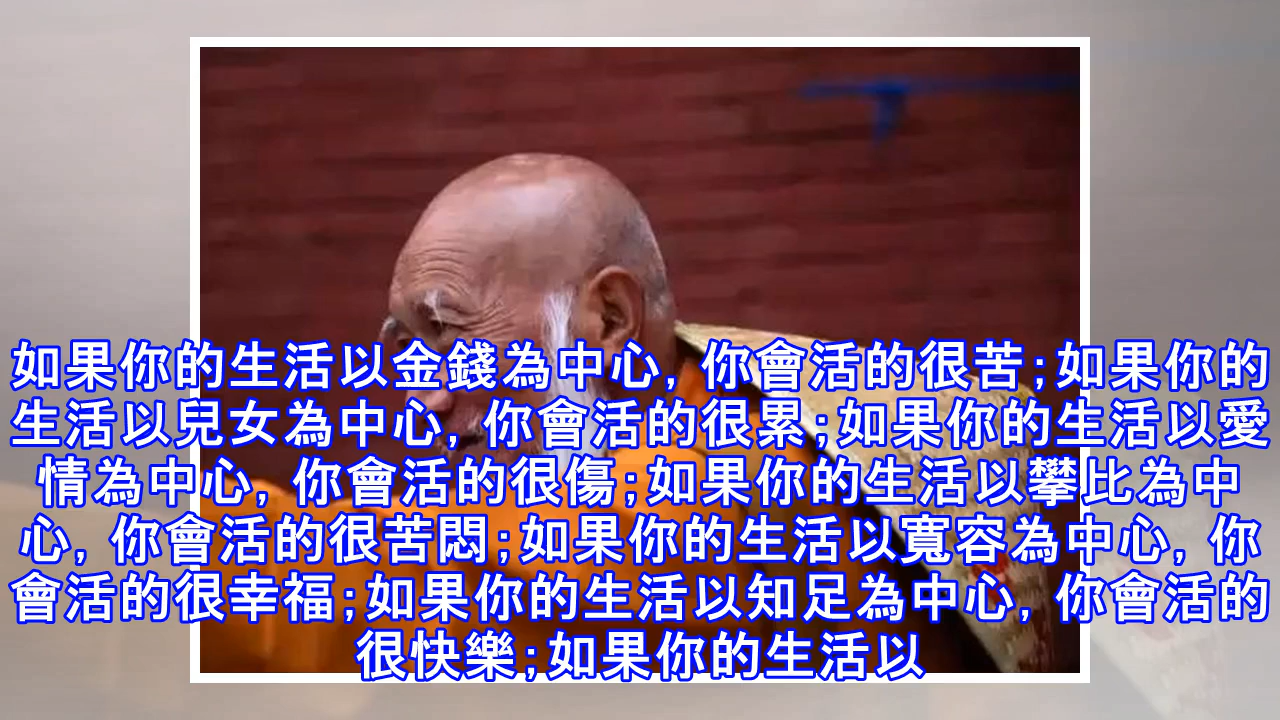 如果你的生活以金錢為中心, 你會活的很苦;如果你的
生活以兒女為中心, 你會活的很累;如果你的生活以愛
情為中心, 你會活的很傷;如果你的生活以攀比為中
心, 你會活的很苦悶;如果你的生活以寬容為中心, 你
會活的很幸福;如果你的生活以知足為中心, 你會活的
很快樂;如果你的生活以